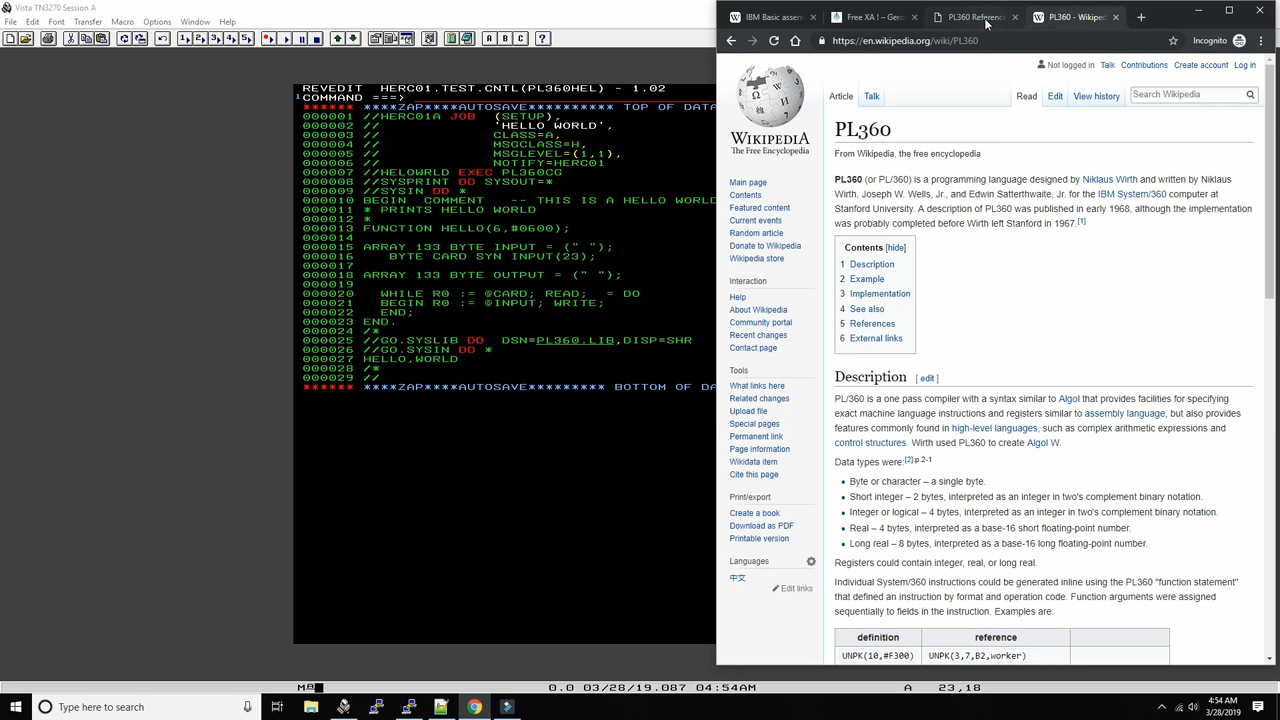 Vista TN3270 Session A
File Edit Font Transfer Macro Options Window Help
A B C ?
REVEDIT HERC01.TEST.CNTL(PL360HEL) - 1.02
COMMAND ===>
****** ****ZAP****AUTOSAVE********** TOP OF DATA
000001 //HERC01A JOB (SETUP),
000002 // 'HELLO WORLD',
000003 // CLASS=A,
000004 // MSGCLASS=H,
000005 // MSGLEVEL=(1,1),
000006 // NOTIFY=HERC01
000007 //HELOWRLD EXEC PL360CG
000008 //SYSPRINT DD SYSOUT=*
000009 //SYSIN DD *
000010 BEGIN COMMENT -- THIS IS A HELLO WORLD
000011 * PRINTS HELLO WORLD
000012 *
000013 FUNCTION HELLO(6,#0600);
000014
000015 ARRAY 133 BYTE INPUT = (" ");
000016 BYTE CARD SYN INPUT(23);
000017
000018 ARRAY 133 BYTE OUTPUT = (" ");
000019
000020 WHILE R0 := @CARD; READ; = DO
000021 BEGIN R0 := @INPUT; WRITE;
000022 END;
000023 END.
000024 /*
000025 //GO.SYSLIB DD DSN=PL360.LIB,DISP=SHR
000026 //GO.SYSIN DD *
000027 HELLO,WORLD
000028 /*
000029 //
****** ****ZAP****AUTOSAVE********* BOTTOM OF DA
0.0 03/28/19.087 04:54AM A 23,18
IBM Basic assem
Free XA ! – Gero
PL360 Referenc
PL360 - Wikiped
https://en.wikipedia.org/wiki/PL360
Incognito
WIKIPEDIA
The Free Encyclopedia
Not logged in Talk Contributions Create account Log in
Article Talk Read Edit View history Search Wikipedia
Main page
Contents
Featured content
Current events
Random article
Donate to Wikipedia
Wikipedia store
Interaction
Help
About Wikipedia
Community portal
Recent changes
Contact page
Tools
What links here
Related changes
Upload file
Special pages
Permanent link
Page information
Wikidata item
Cite this page
Print/export
Create a book
Download as PDF
Printable version
Languages
中文
Edit links
PL360
From Wikipedia, the free encyclopedia
PL360 (or PL/360) is a programming language designed by Niklaus Wirth and written by Niklaus
Wirth, Joseph W. Wells, Jr., and Edwin Satterthwaite, Jr. for the IBM System/360 computer at
Stanford University. A description of PL360 was published in early 1968, although the implementation
was probably completed before Wirth left Stanford in 1967.[1]
Contents [hide]
1 Description
2 Example
3 Implementation
4 See also
5 References
6 External links
Description [ edit ]
PL/360 is a one pass compiler with a syntax similar to Algol that provides facilities for specifying
exact machine language instructions and registers similar to assembly language, but also provides
features commonly found in high-level languages, such as complex arithmetic expressions and
control structures. Wirth used PL360 to create Algol W.
Data types were:[2]:p.2-1
• Byte or character – a single byte.
• Short integer – 2 bytes, interpreted as an integer in two's complement binary notation.
• Integer or logical – 4 bytes, interpreted as an integer in two's complement binary notation.
• Real – 4 bytes, interpreted as a base-16 short floating-point number.
• Long real – 8 bytes, interpreted as a base-16 long floating-point number.
Registers could contain integer, real, or long real.
Individual System/360 instructions could be generated inline using the PL360 "function statement"
that defined an instruction by format and operation code. Function arguments were assigned
sequentially to fields in the instruction. Examples are:
definition reference
UNPK(10,#F300) UNPK(3,7,B2,worker)
Type here to search
4:54 AM
3/28/2019